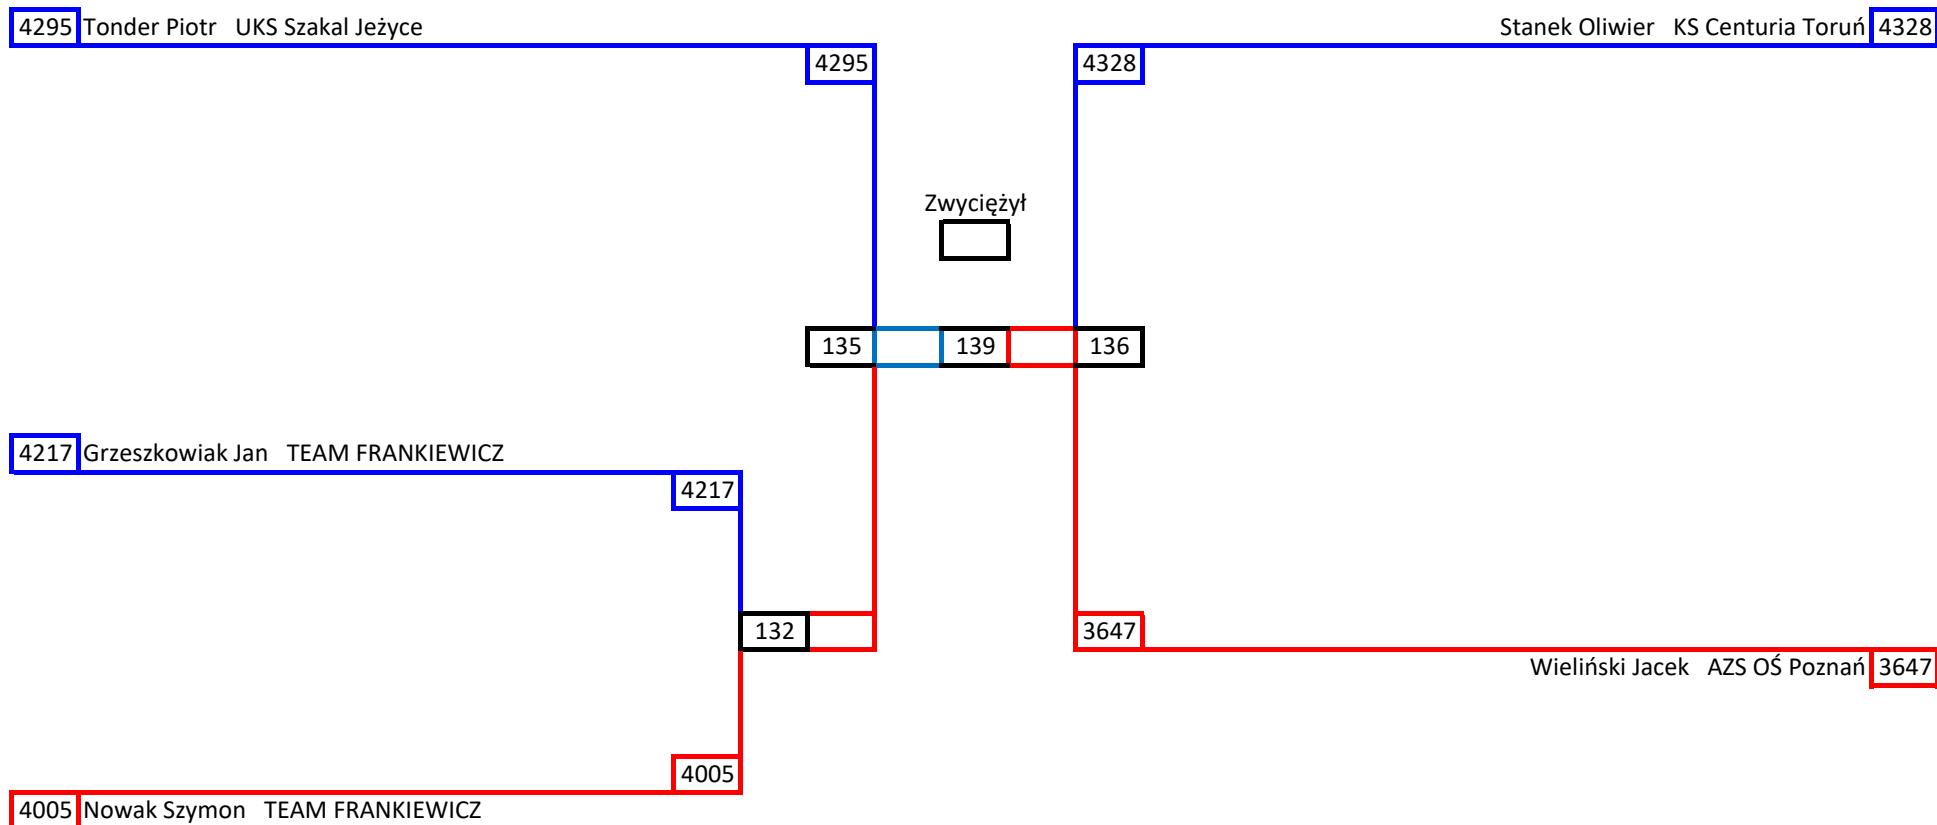 4295 Tonder Piotr UKS Szakal Jeżyce
Stanek Oliwier KS Centuria Toruń 4328
4295
4328
Zwyciężył
135
139
136
4217 Grzeszkowiak Jan TEAM FRANKIEWICZ
4217
132
3647
Wieliński Jacek AZS OŚ Poznań 3647
4005
4005 Nowak Szymon TEAM FRANKIEWICZ